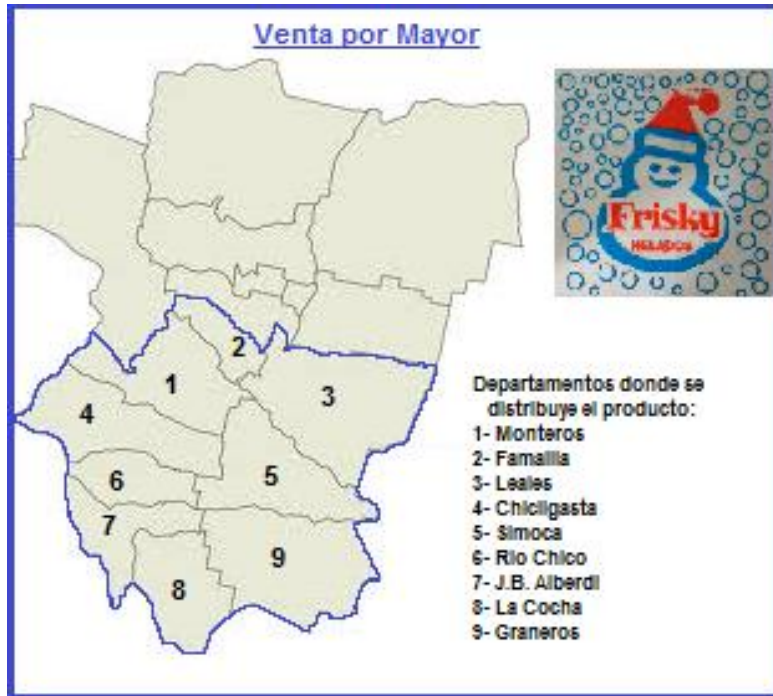 Venta por Mayor
Frisky
HELADOS
2
1
3
4
5
6
7
9
8
Departamentos donde se
distribuye el producto:
1- Monteros
2- Famailla
3- Leales
4- Chicligasta
5- Simoca
6- Rio Chico
7- J.B. Alberdi
8- La Cocha
9- Graneros